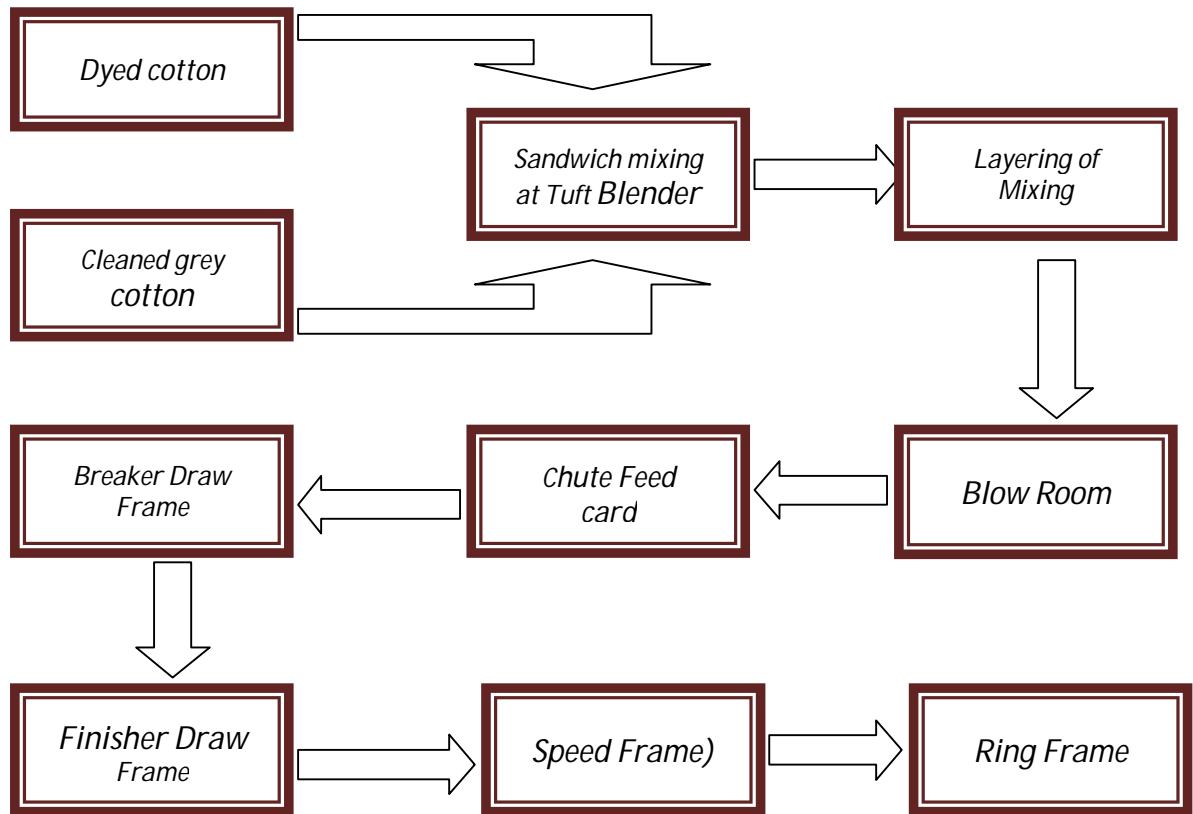 Dyed cotton
Sandwich mixing
at Tuft Blender
Layering of
Mixing
Cleaned grey
cotton
Breaker Draw
Frame
Chute Feed
card
Blow Room
Finisher Draw
Frame
Speed Frame)
Ring Frame